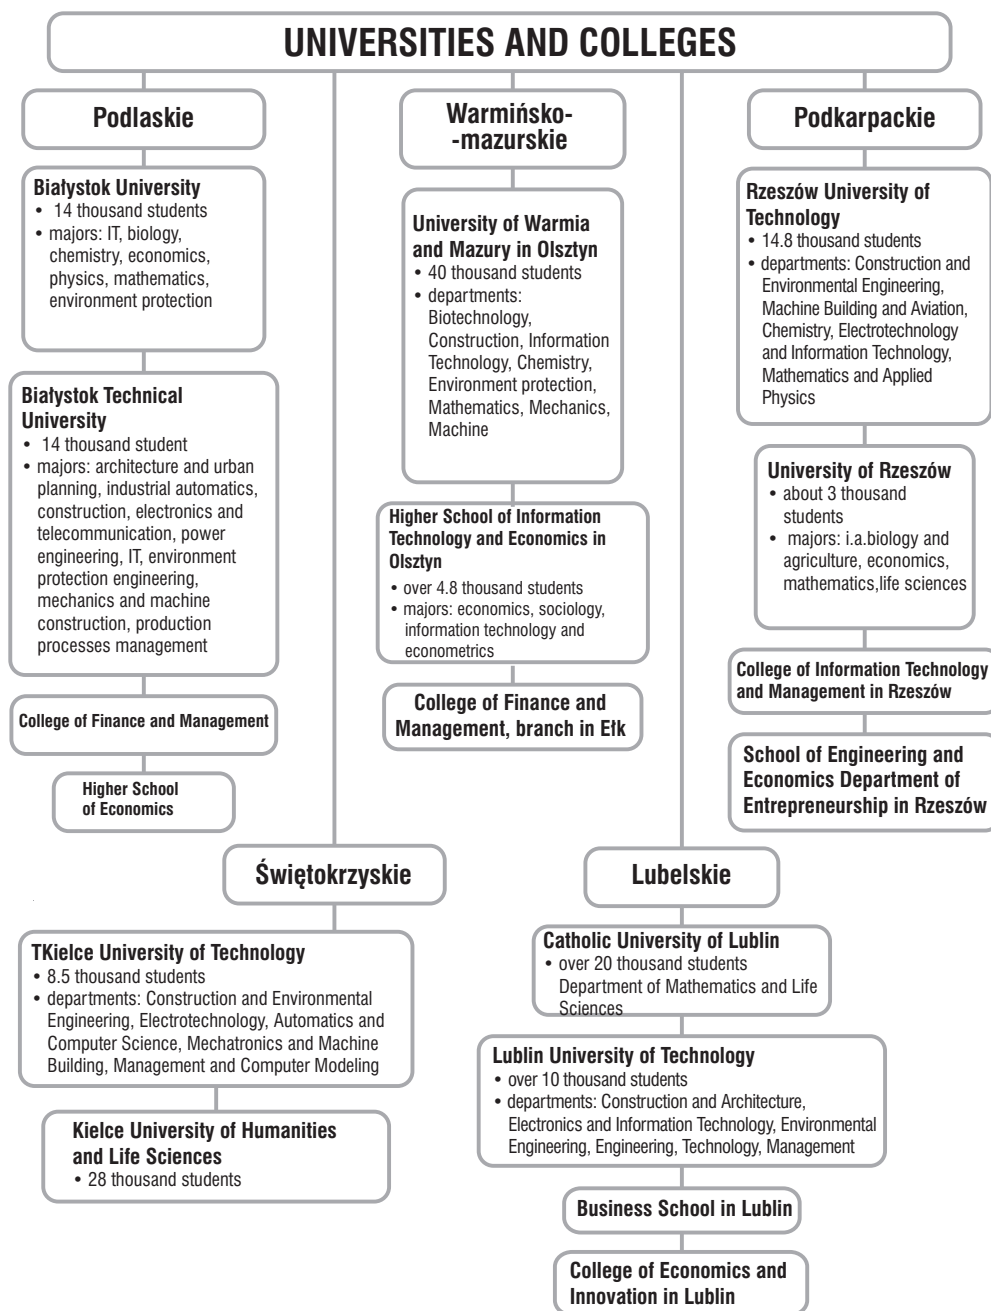 UNIVERSITIES AND COLLEGES
Podlaskie
Białystok University
• 14 thousand students
• majors: IT, biology,
chemistry, economics,
physics, mathematics,
environment protection
Białystok Technical
University
• 14 thousand student
• majors: architecture and urban
planning, industrial automatics,
construction, electronics and
telecommunication, power
engineering, IT, environment
protection engineering,
mechanics and machine
construction, production
processes management
College of Finance and Management
Higher School
of Economics
Warmińsko-
-mazurskie
University of Warmia
and Mazury in Olsztyn
• 40 thousand students
• departments:
Biotechnology,
Construction, Information
Technology, Chemistry,
Environment protection,
Mathematics, Mechanics,
Machine
Higher School of Information
Technology and Economics in
Olsztyn
• over 4.8 thousand students
• majors: economics, sociology,
information technology and
econometrics
College of Finance and
Management, branch in Ełk
Podkarpackie
Rzeszów University of
Technology
• 14.8 thousand students
• departments: Construction and
Environmental Engineering,
Machine Building and Aviation,
Chemistry, Electrotechnology
and Information Technology,
Mathematics and Applied
Physics
University of Rzeszów
• about 3 thousand
students
• majors: i.a.biology and
agriculture, economics,
mathematics,life sciences
College of Information Technology
and Management in Rzeszów
School of Engineering and
Economics Department of
Entrepreneurship in Rzeszów
Świętokrzyskie
TKielce University of Technology
• 8.5 thousand students
• departments: Construction and Environmental
Engineering, Electrotechnology, Automatics and
Computer Science, Mechatronics and Machine
Building, Management and Computer Modeling
Kielce University of Humanities
and Life Sciences
• 28 thousand students
Lubelskie
Catholic University of Lublin
• over 20 thousand students
Department of Mathematics and Life
Sciences
Lublin University of Technology
• over 10 thousand students
• departments: Construction and Architecture,
Electronics and Information Technology, Environmental
Engineering, Engineering, Technology, Management
Business School in Lublin
College of Economics and
Innovation in Lublin